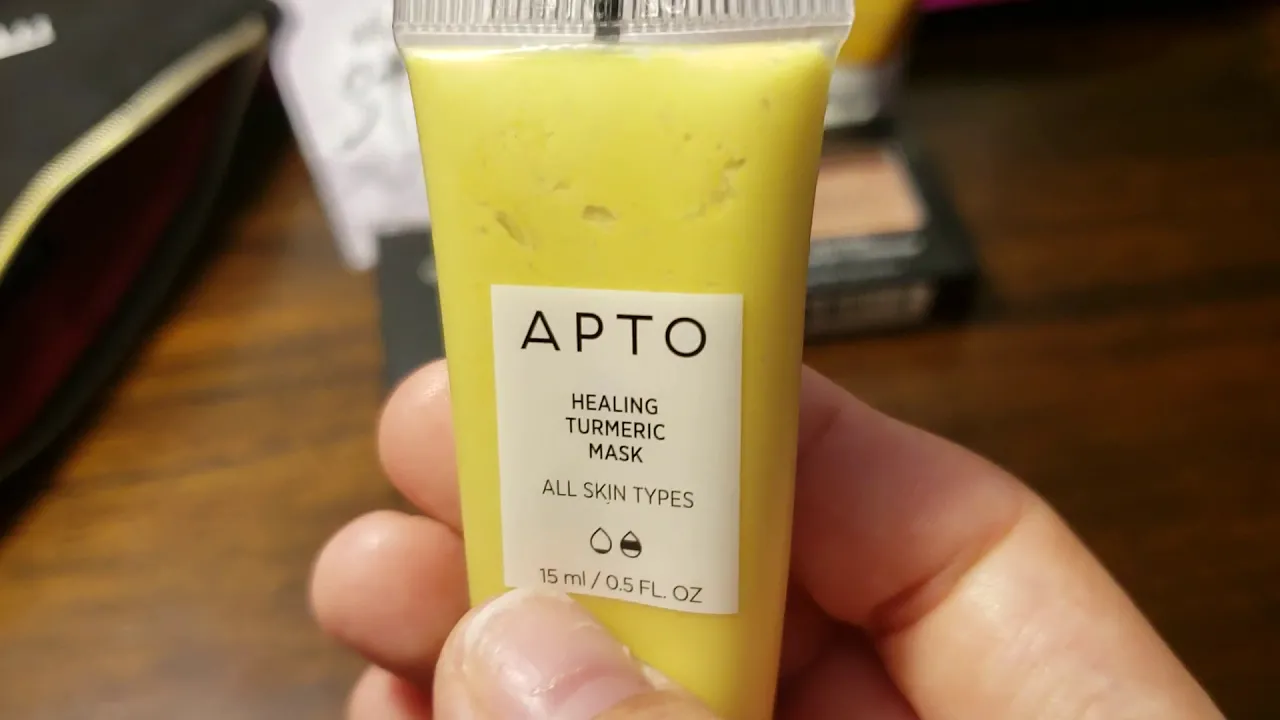 APTO
HEALING
TURMERIC
MASK
ALL SKIN TYPES
15 ml / 0.5 FL. OZ